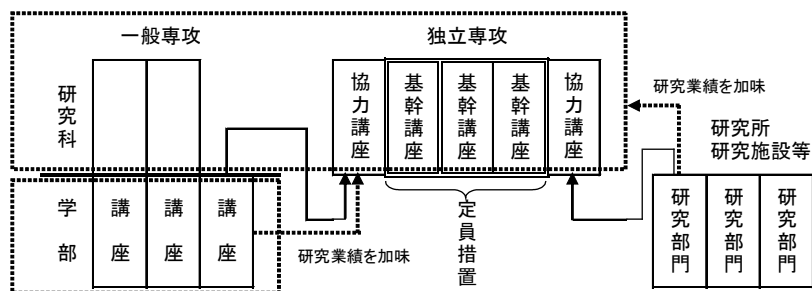 一般専攻
独立専攻
研究科
協力講座
基幹講座
基幹講座
基幹講座
協力講座
研究業績を加味
研究所
研究施設等
学部
講座
講座
講座
研究業績を加味
定員措置
研究部門
研究部門
研究部門